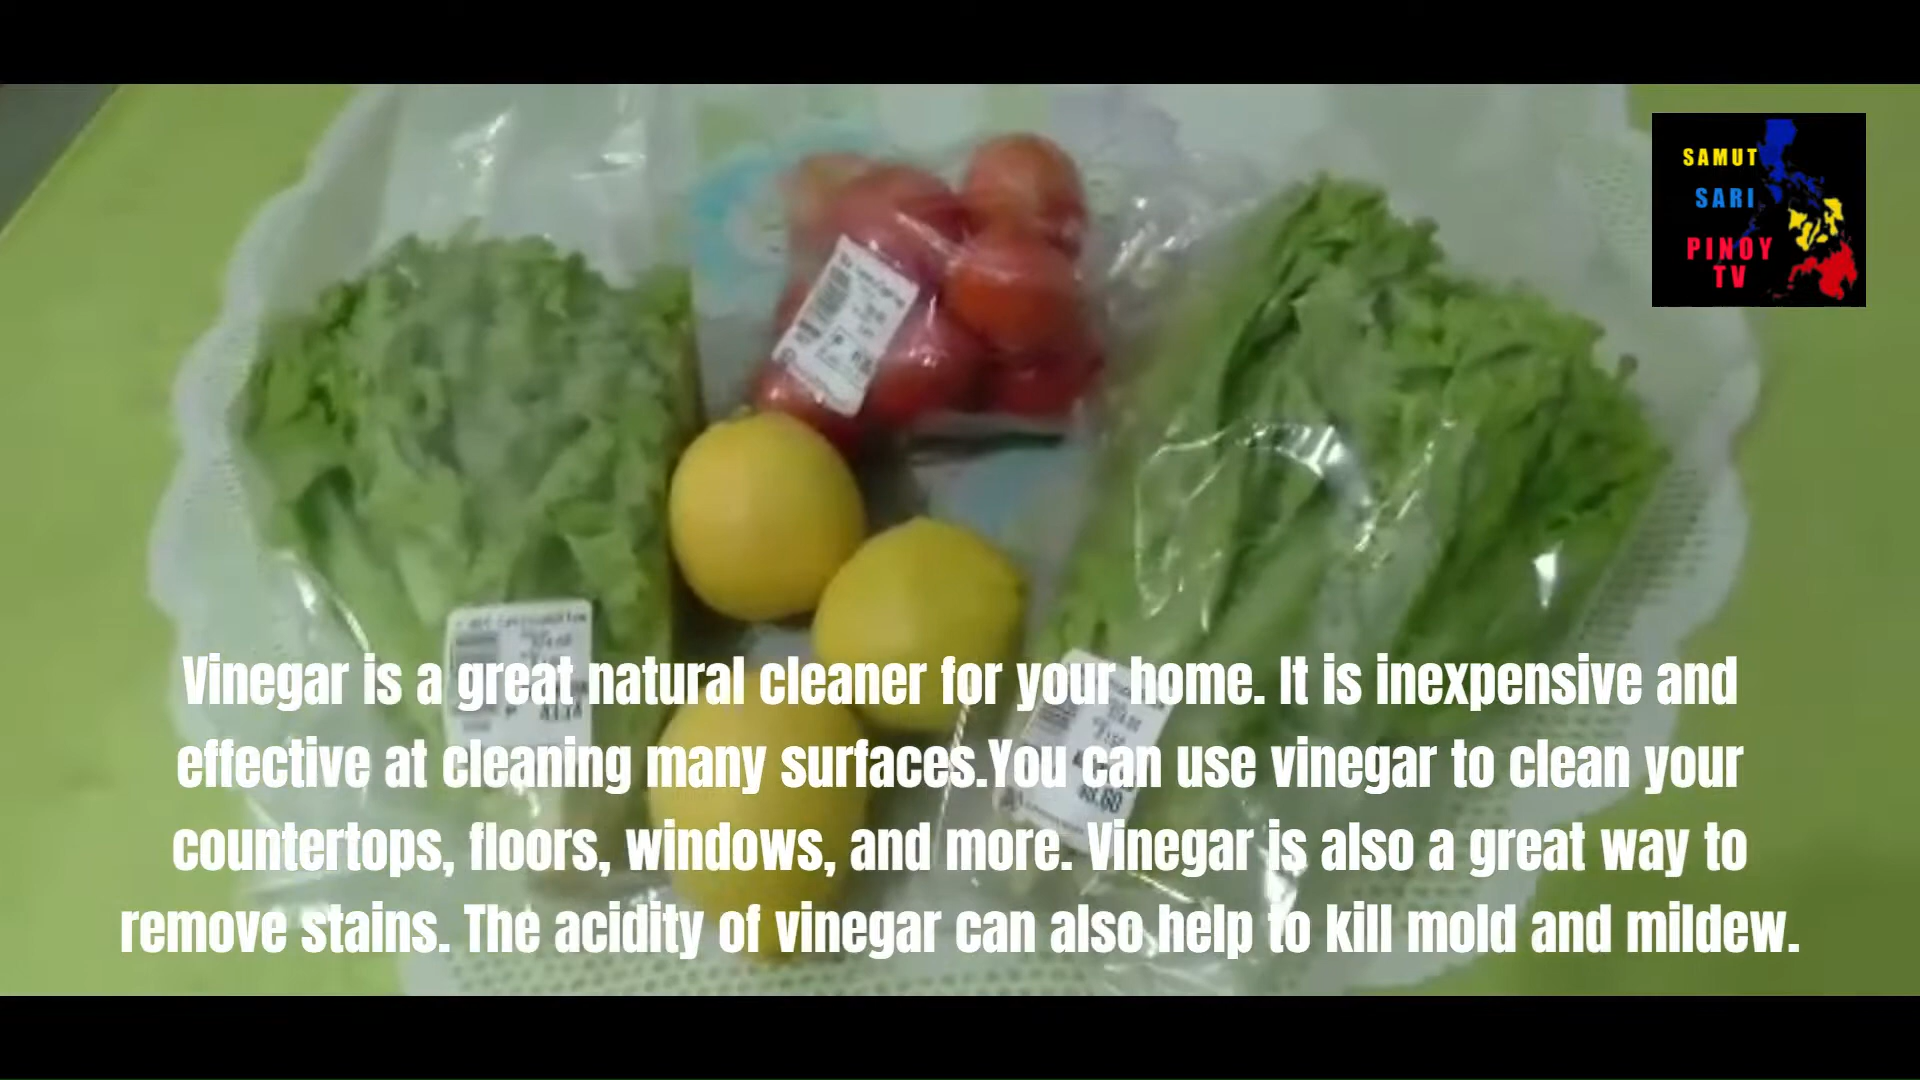 SAMUT
SARI
PINOY
TV
Vinegar is a great natural cleaner for your home. It is inexpensive and
effective at cleaning many surfaces.You can use vinegar to clean your
countertops, floors, windows, and more. Vinegar is also a great way to
remove stains. The acidity of vinegar can also help to kill mold and mildew.